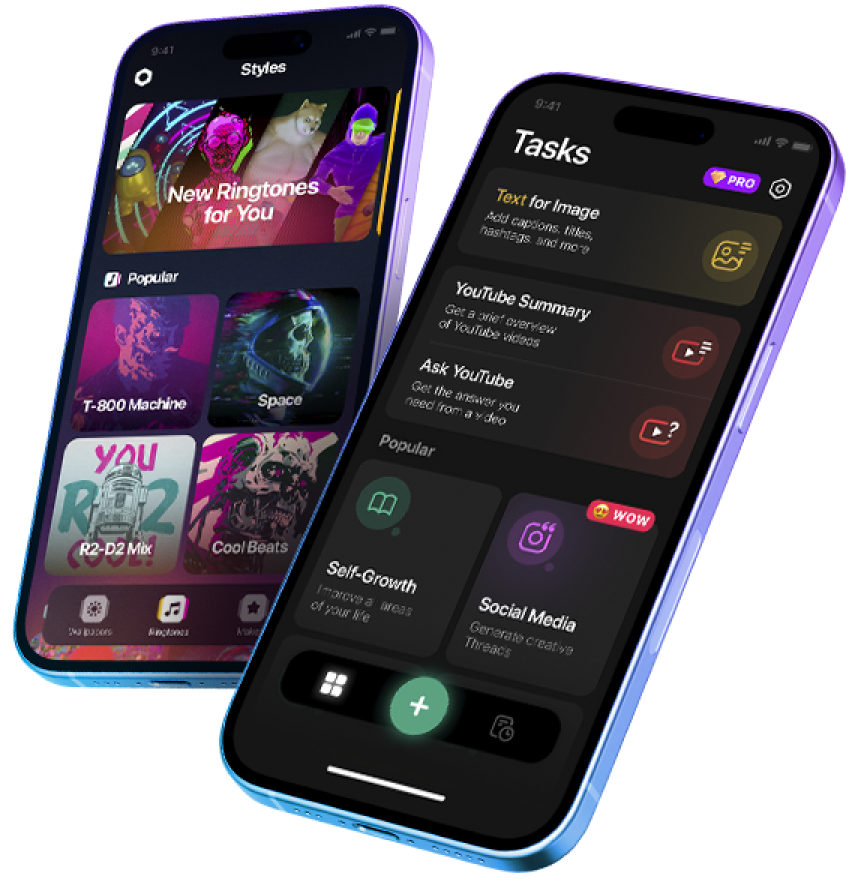 9:41
Styles
New Ringtones
for You
Popular
T-800 Machine
Space
YOU
R2
COOL!
R2-D2 Mix
Cool Beats
Wallpapers
Ringtones
9:41
Tasks
PRO
Text for Image
Add captions, titles,
hashtags, and more
YouTube Summary
Get a brief overview
of YouTube videos
Ask YouTube
Get the answer you
need from a video
?
Popular
WOW
Self-Growth
Improve all areas
of your life
Social Media
Generate creative
Threads